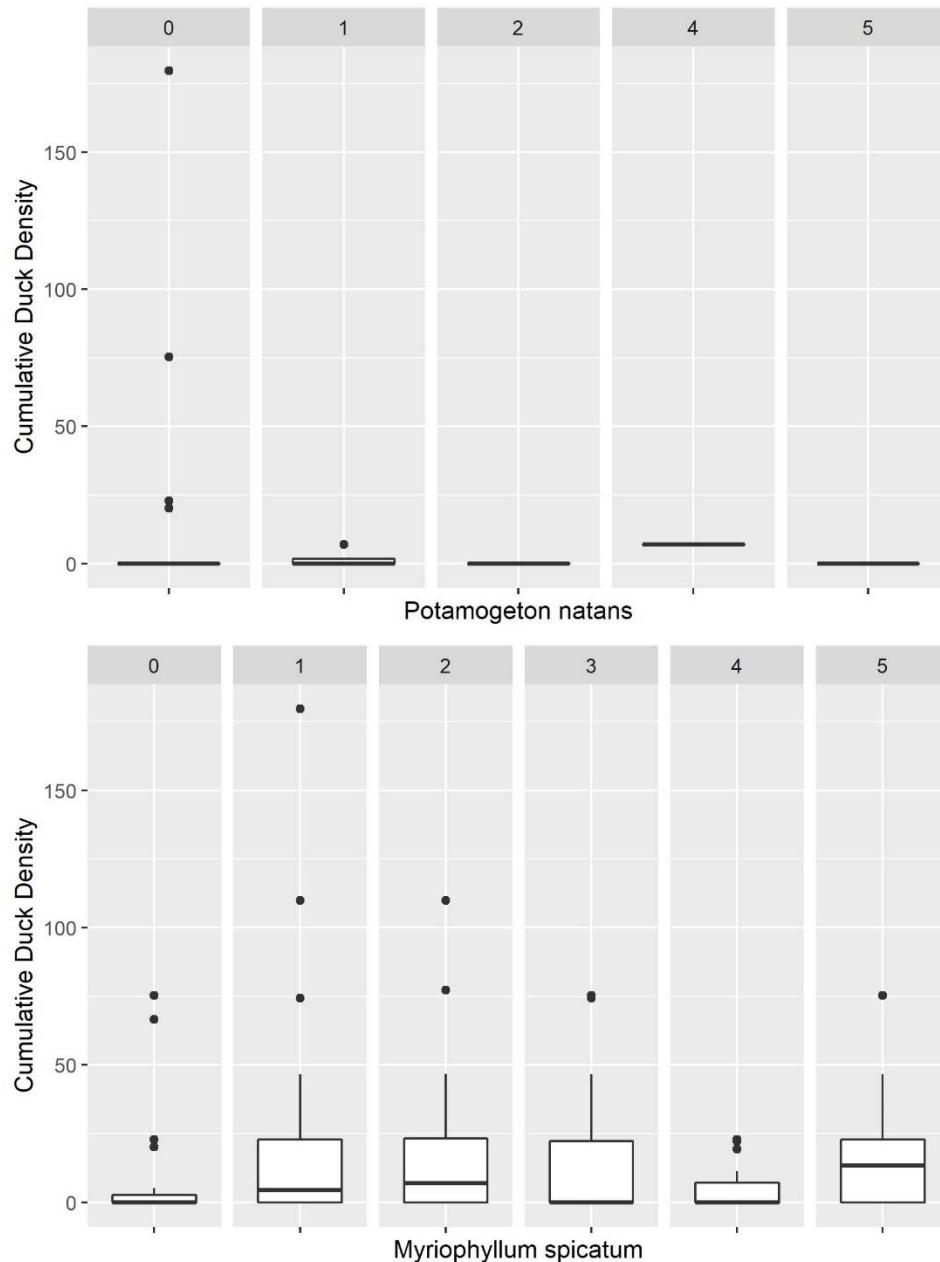 0 1 2 4 5
Cumulative Duck Density
150
100
50
0
Potamogeton natans
0 1 2 3 4 5
Cumulative Duck Density
150
100
50
0
Myriophyllum spicatum